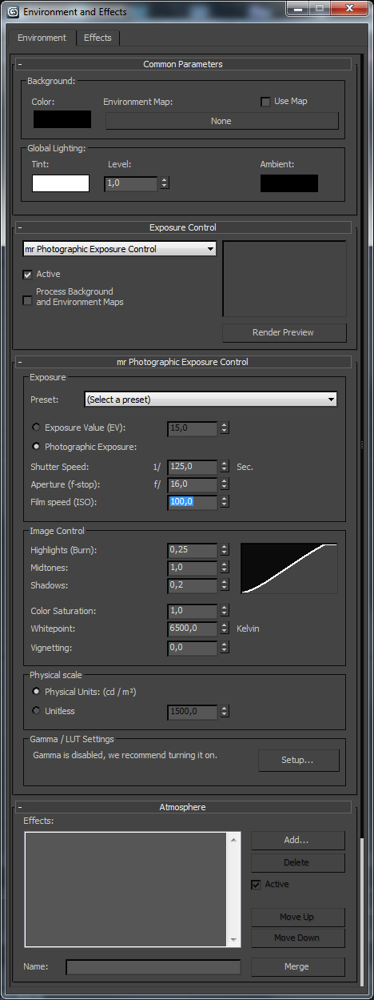 Environment and Effects
Environment Effects
- Common Parameters
Background:
Color: Environment Map: Use Map
None
Global Lighting:
Tint: Level: Ambient:
1,0
- Exposure Control
mr Photographic Exposure Control
Active
Process Background
and Environment Maps
Render Preview
- mr Photographic Exposure Control
Exposure
Preset: (Select a preset)
Exposure Value (EV): 15,0
Photographic Exposure:
Shutter Speed: 1/ 125,0 Sec.
Aperture (f-stop): f/ 16,0
Film speed (ISO): 100,0
Image Control
Highlights (Burn): 0,25
Midtones: 1,0
Shadows: 0,2
Color Saturation: 1,0
Whitepoint: 6500,0 Kelvin
Vignetting: 0,0
Physical scale
Physical Units: (cd / m²)
Unitless 1500,0
Gamma / LUT Settings
Gamma is disabled, we recommend turning it on.
Setup...
- Atmosphere
Effects:
Add...
Delete
Active
Move Up
Move Down
Name: Merge